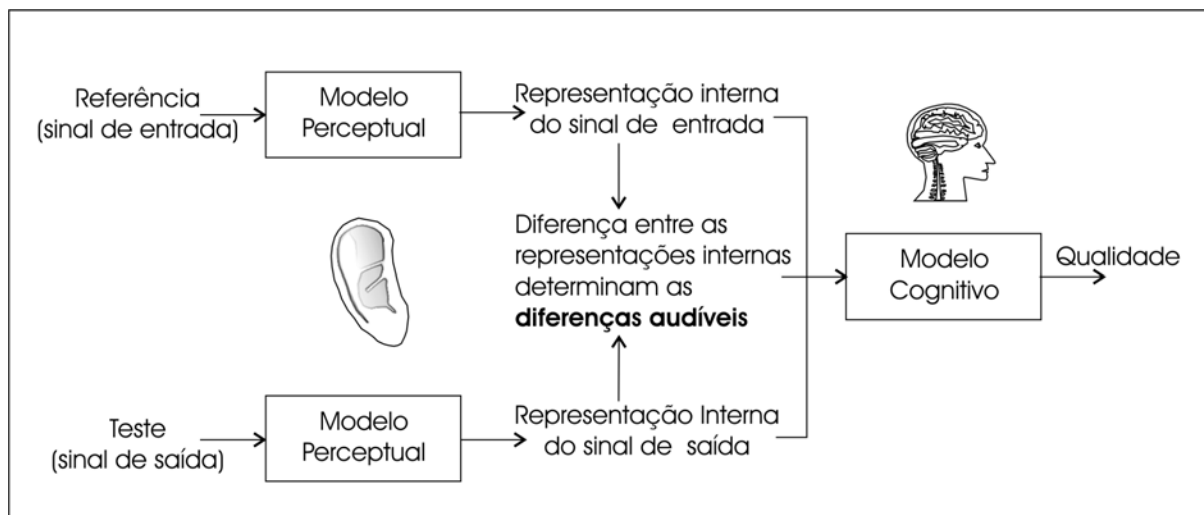 Referência
(sinal de entrada)
Modelo
Perceptual
Representação interna
do sinal de entrada
Diferença entre as
representações internas
determinam as
diferenças audíveis
Modelo
Cognitivo
Qualidade
Teste
(sinal de saída)
Modelo
Perceptual
Representação Interna
do sinal de saída